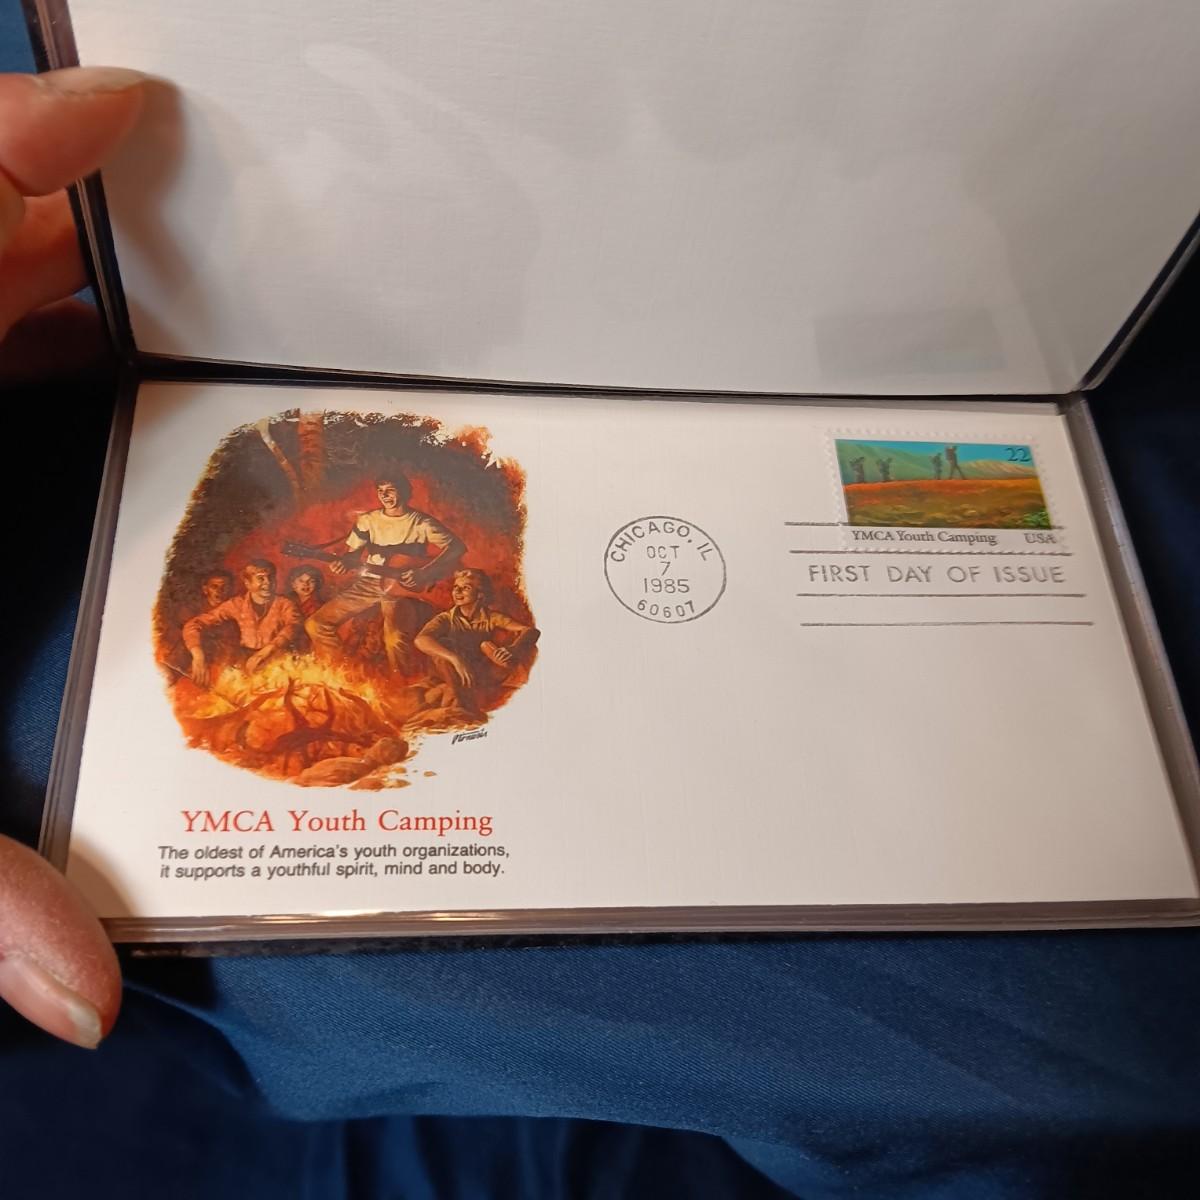 22
YMCA Youth Camping USA
CHICAGO, IL
OCT
7
1985
60607
FIRST DAY OF ISSUE
YMCA Youth Camping
The oldest of America's youth organizations,
it supports a youthful spirit, mind and body.